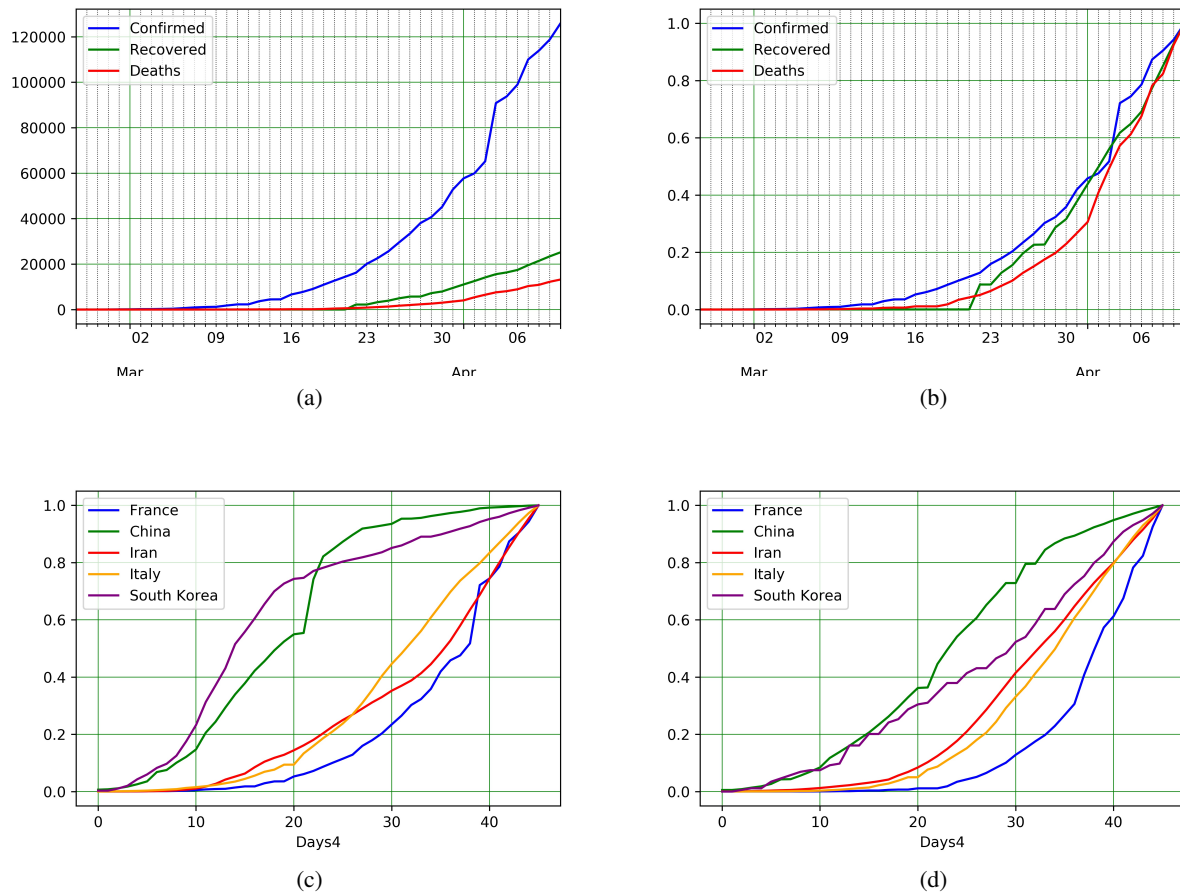 Confirmed
Recovered
Deaths
120000
100000
80000
60000
40000
20000
0
02 09 16 23 30 06
Mar Apr
(a)
Confirmed
Recovered
Deaths
1.0
0.8
0.6
0.4
0.2
0.0
02 09 16 23 30 06
Mar Apr
(b)
France
China
Iran
Italy
South Korea
1.0
0.8
0.6
0.4
0.2
0.0
0 10 20 30 40
Days4
(c)
France
China
Iran
Italy
South Korea
1.0
0.8
0.6
0.4
0.2
0.0
0 10 20 30 40
Days4
(d)